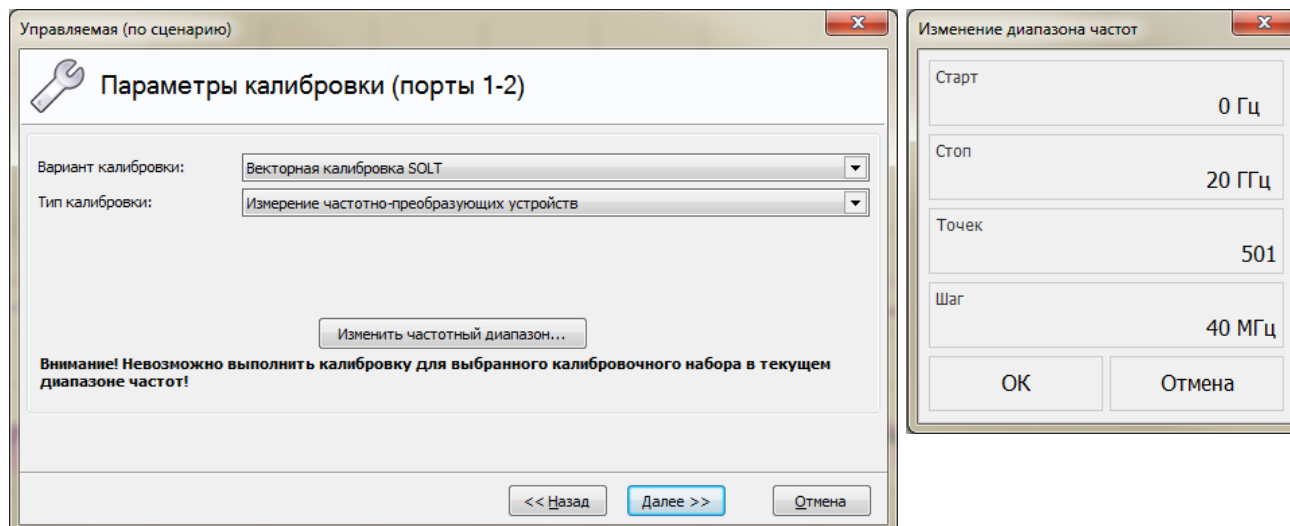 Управляемая (по сценарию)
Параметры калибровки (порты 1-2)
Вариант калибровки:
Векторная калибровка SOLT
Тип калибровки:
Измерение частотно-преобразующих устройств
Изменить частотный диапазон...
Внимание! Невозможно выполнить калибровку для выбранного калибровочного набора в текущем
диапазоне частот!
<< Назад
Далее >>
Отмена
Изменение диапазона частот
Старт
0 Гц
Стоп
20 ГГц
Точек
501
Шаг
40 МГц
ОК
Отмена